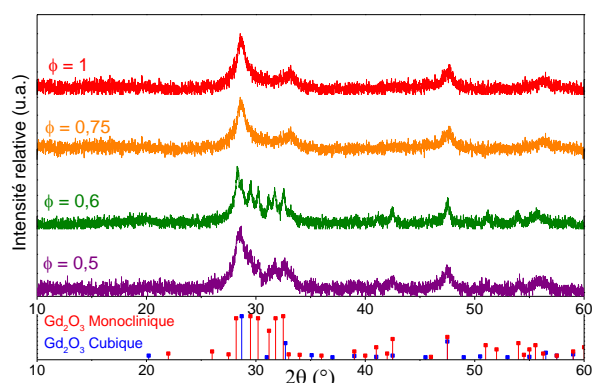 Intensité relative (u.a.)
ϕ = 1
ϕ = 0,75
ϕ = 0,6
ϕ = 0,5
10 20 30 40 50 60
Gd₂O₃ Monoclinique
Gd₂O₃ Cubique
10 20 30 40 50 60
2θ (°)